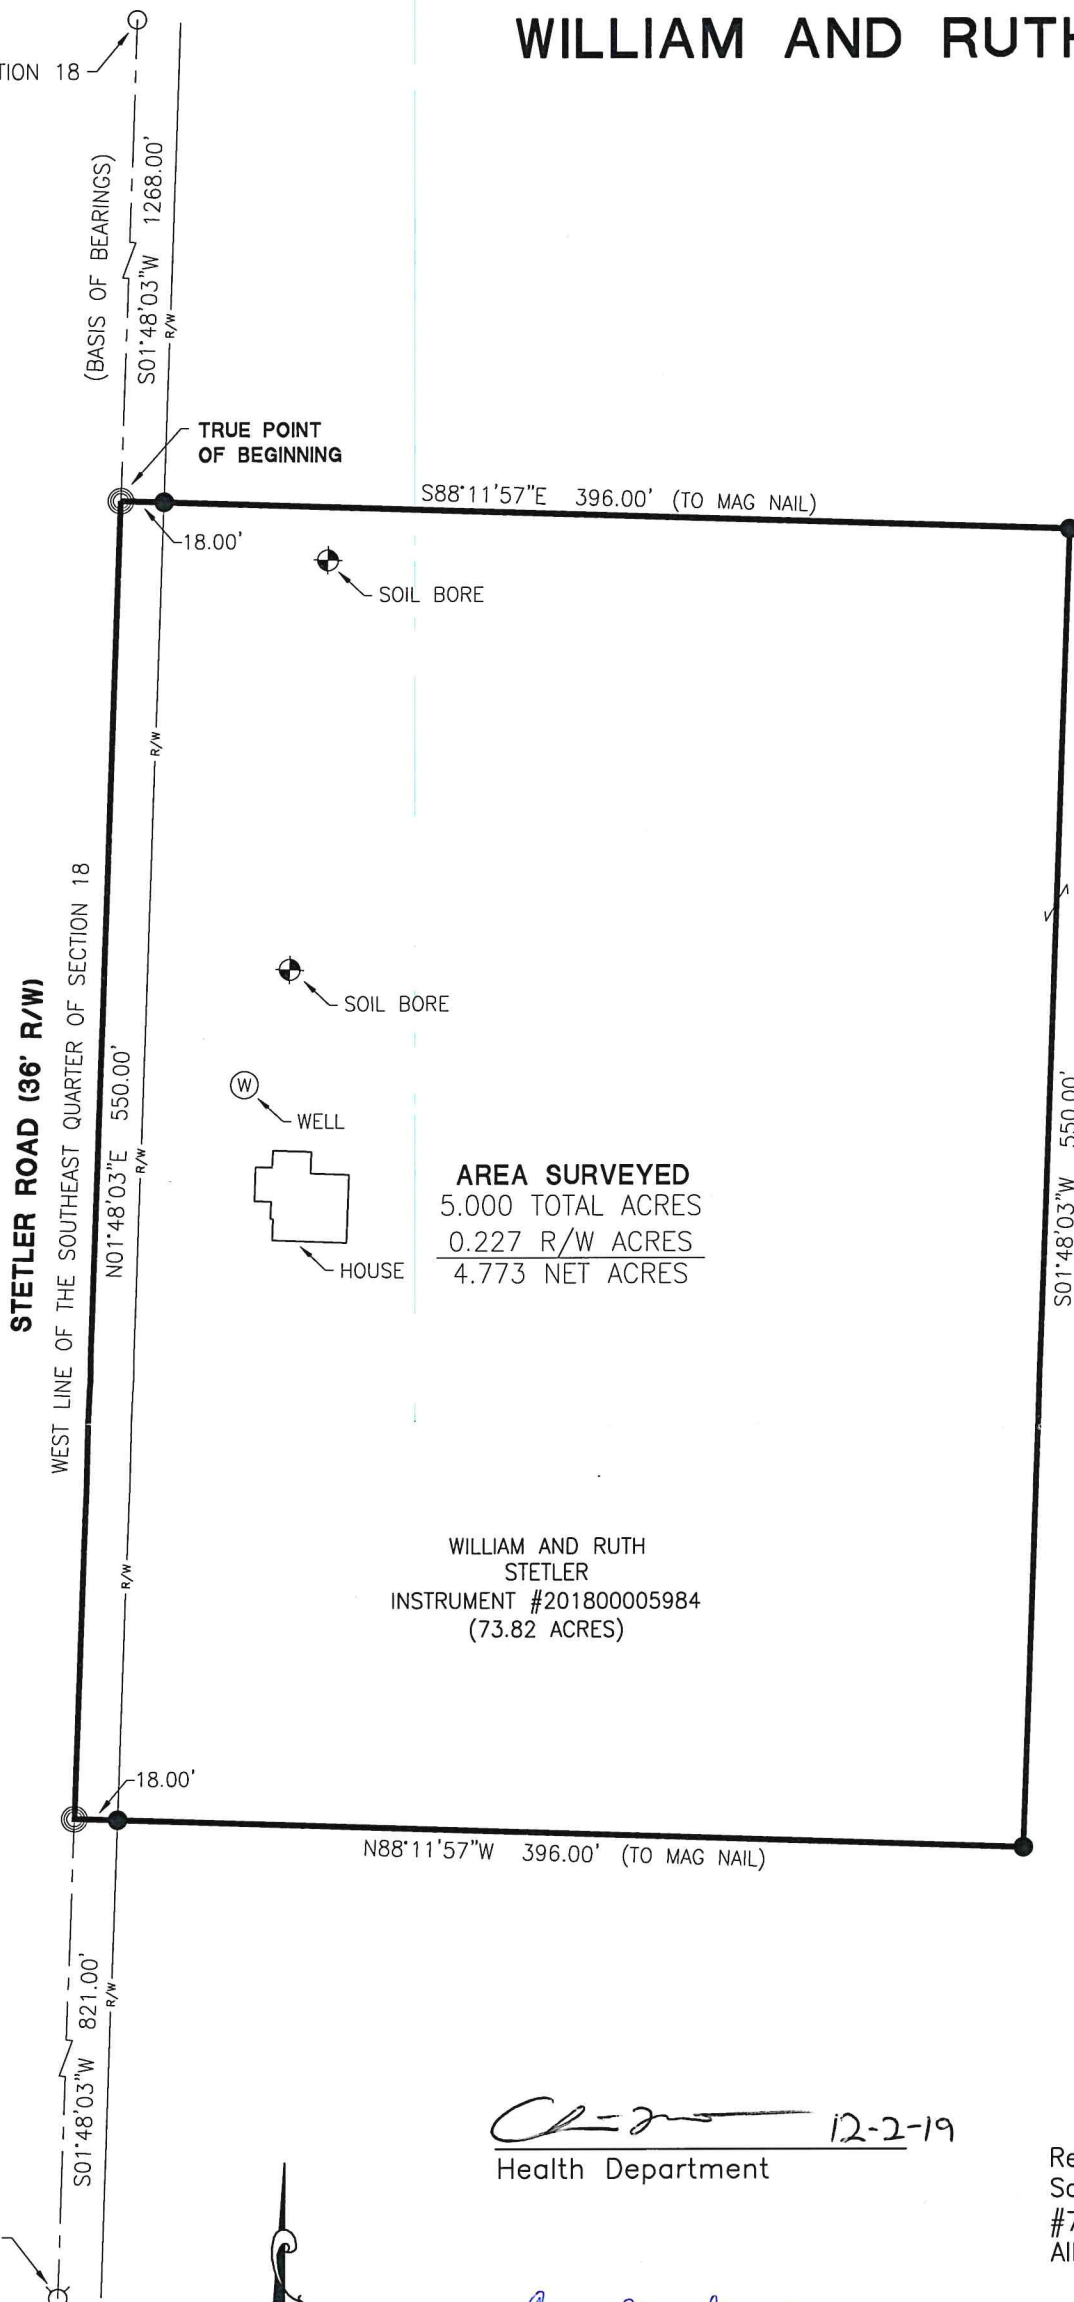 WILLIAM AND RUTH
TION 18
(BASIS OF BEARINGS)
S01°48'03"W 1268.00'
R/W
TRUE POINT
OF BEGINNING
S88°11'57"E 396.00' (TO MAG NAIL)
18.00'
SOIL BORE
R/W
STETLER ROAD (36' R/W)
WEST LINE OF THE SOUTHEAST QUARTER OF SECTION 18
N01°48'03"E 550.00'
R/W
SOIL BORE
W
WELL
HOUSE
AREA SURVEYED
5.000 TOTAL ACRES
0.227 R/W ACRES
4.773 NET ACRES
S01°48'03"W 550.00'
WILLIAM AND RUTH
STETLER
INSTRUMENT #201800005984
(73.82 ACRES)
R/W
18.00'
N88°11'57"W 396.00' (TO MAG NAIL)
S01°48'03"W 821.00'
R/W
12-2-19
Health Department
Re
#7
All